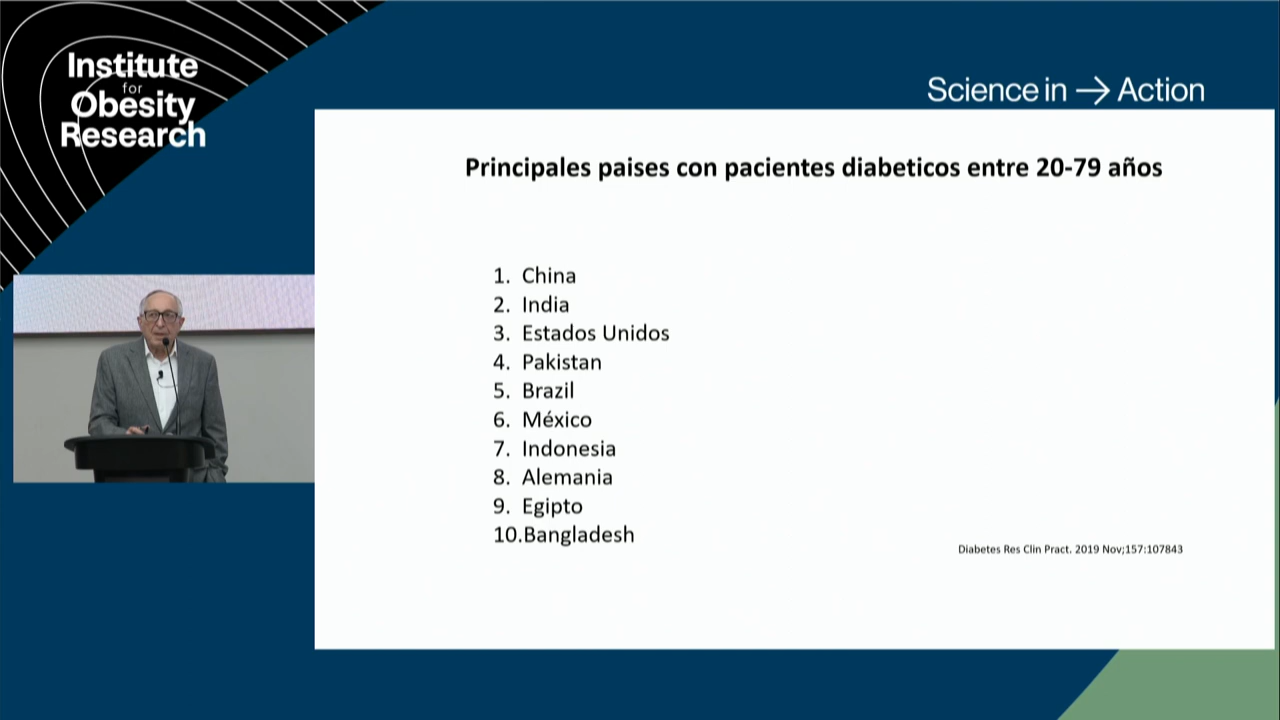 Institute
for
Obesity
Research
Science in → Action
Principales paises con pacientes diabeticos entre 20-79 años
1. China
2. India
3. Estados Unidos
4. Pakistan
5. Brazil
6. México
7. Indonesia
8. Alemania
9. Egipto
10.Bangladesh
Diabetes Res Clin Pract. 2019 Nov;157:107843